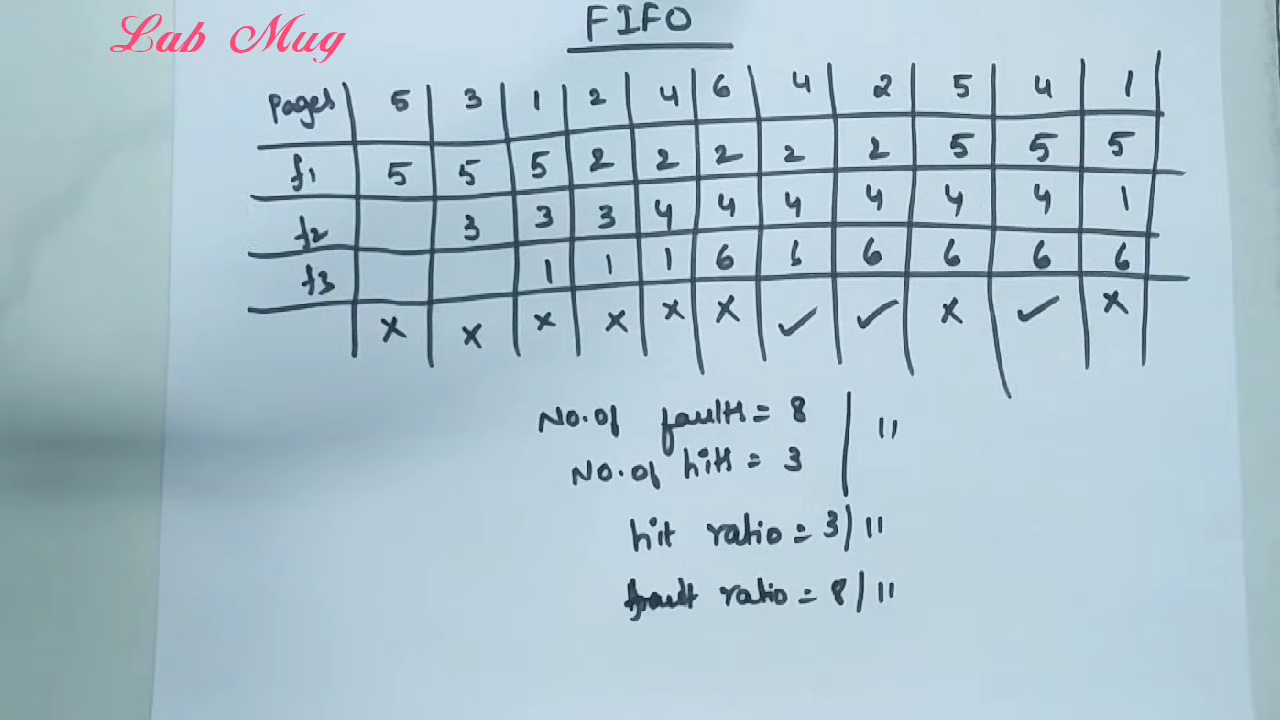 Lab Mug
FIFO
Pages 5 3 1 2 4 6 4 2 5 4 1
f1 5 5 5 2 2 2 2 2 5 5 5
f2 3 3 3 4 4 4 4 4 4 1
f3 1 1 1 6 6 6 6 6 6
x x x x x x ✓ ✓ x ✓ x
No. of faults = 8 | 11
No. of hits = 3
hit ratio = 3/11
fault ratio = 8/11